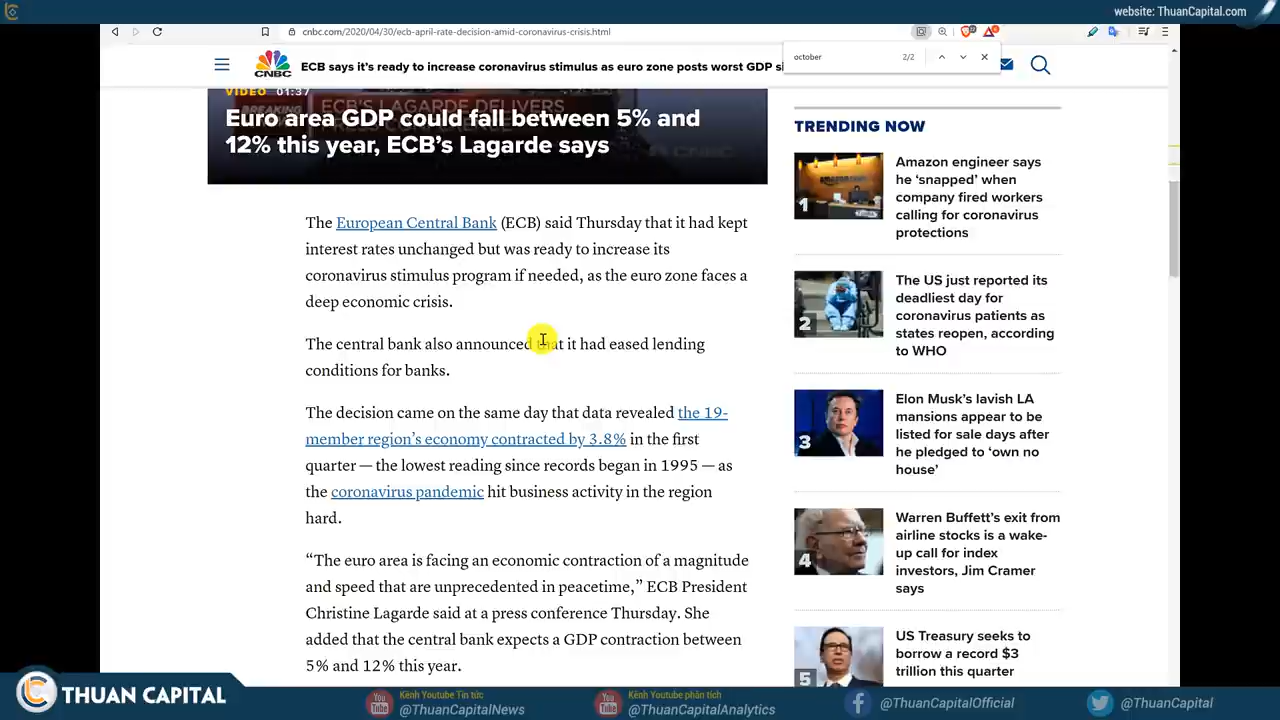 website: ThuanCapital.com
cnbc.com/2020/04/30/ecb-april-rate-decision-amid-coronavirus-crisis.html
october 2/2
CNBC
ECB says it's ready to increase coronavirus stimulus as euro zone posts worst GDP si
VIDEO 01:37
BREAKING
ECB'S LAGARDE DELIVERS
PRESS CONFERENCE
Euro area GDP could fall between 5% and
12% this year, ECB's Lagarde says
CNBC
The European Central Bank (ECB) said Thursday that it had kept
interest rates unchanged but was ready to increase its
coronavirus stimulus program if needed, as the euro zone faces a
deep economic crisis.
The central bank also announced that it had eased lending
conditions for banks.
The decision came on the same day that data revealed the 19-
member region's economy contracted by 3.8% in the first
quarter — the lowest reading since records began in 1995 — as
the coronavirus pandemic hit business activity in the region
hard.
“The euro area is facing an economic contraction of a magnitude
and speed that are unprecedented in peacetime,” ECB President
Christine Lagarde said at a press conference Thursday. She
added that the central bank expects a GDP contraction between
5% and 12% this year.
TRENDING NOW
1
Amazon engineer says
he ‘snapped’ when
company fired workers
calling for coronavirus
protections
2
The US just reported its
deadliest day for
coronavirus patients as
states reopen, according
to WHO
3
Elon Musk's lavish LA
mansions appear to be
listed for sale days after
he pledged to ‘own no
house’
4
Warren Buffett's exit from
airline stocks is a wake-
up call for index
investors, Jim Cramer
says
5
US Treasury seeks to
borrow a record $3
trillion this quarter
THUAN CAPITAL
You Tube
Kênh Youtube Tin tức
@ThuanCapitalNews
You Tube
Kênh Youtube phân tích
@ThuanCapitalAnalytics
@ThuanCapitalOfficial
@ThuanCapital